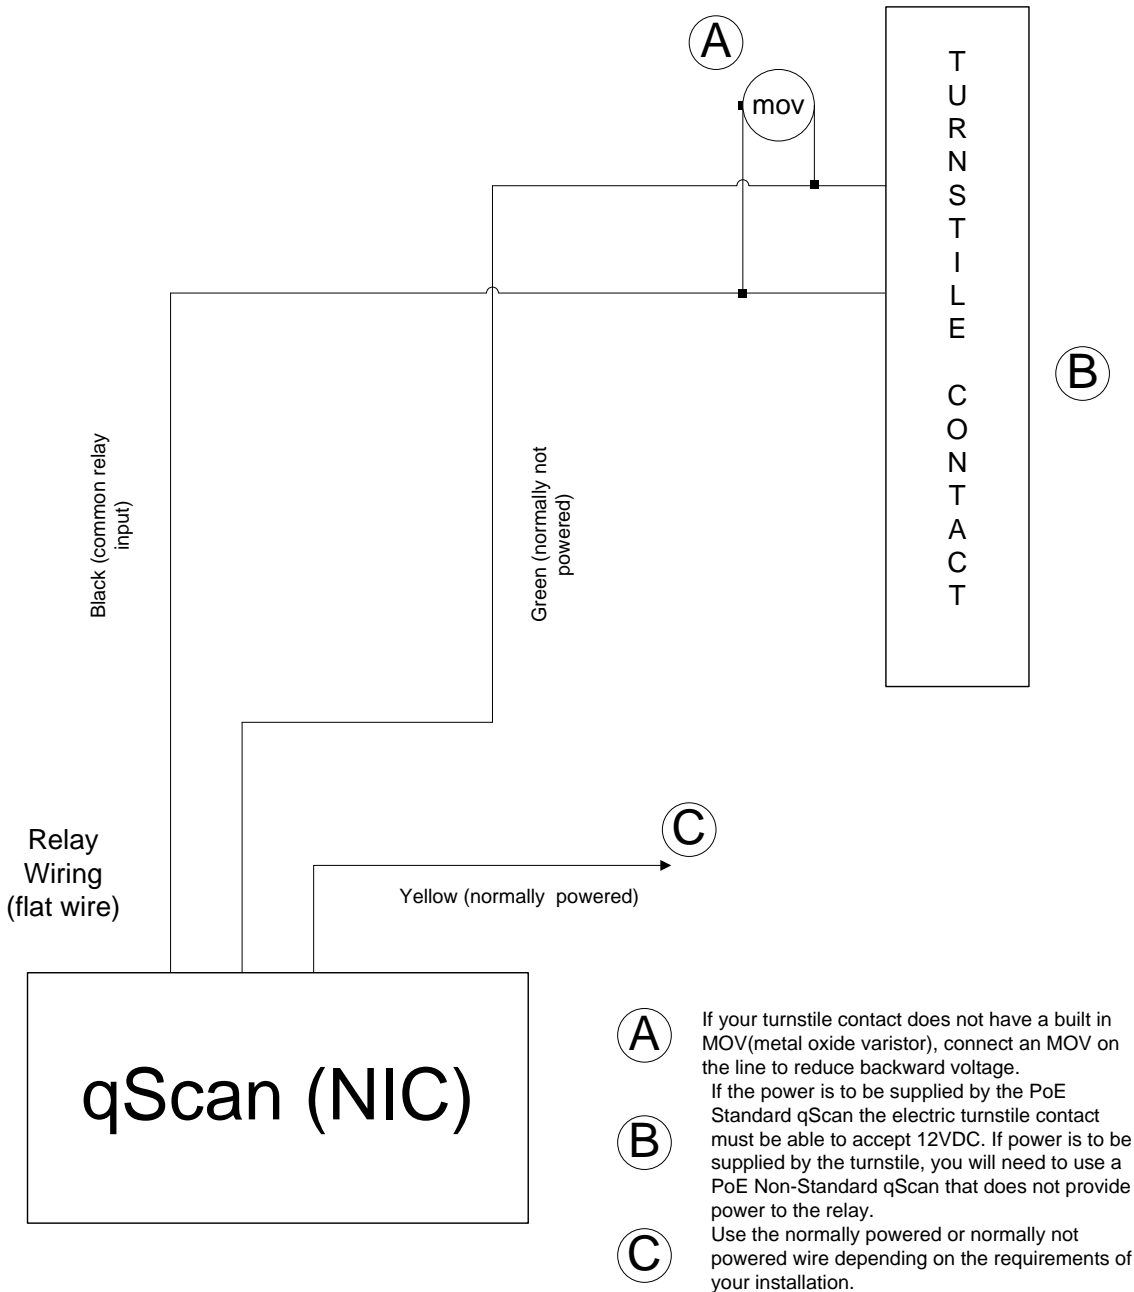 A
mov
TURNSTILE CONTACT
B
Black (common relay
input)
Green (normally not
powered)
C
Relay
Wiring
(flat wire)
Yellow (normally  powered)
qScan (NIC)
A
If your turnstile contact does not have a built in
MOV(metal oxide varistor), connect an MOV on
the line to reduce backward voltage.
B
If the power is to be supplied by the PoE
Standard qScan the electric turnstile contact
must be able to accept 12VDC. If power is to be
supplied by the turnstile, you will need to use a
PoE Non-Standard qScan that does not provide
power to the relay.
C
Use the normally powered or normally not
powered wire depending on the requirements of
your installation.